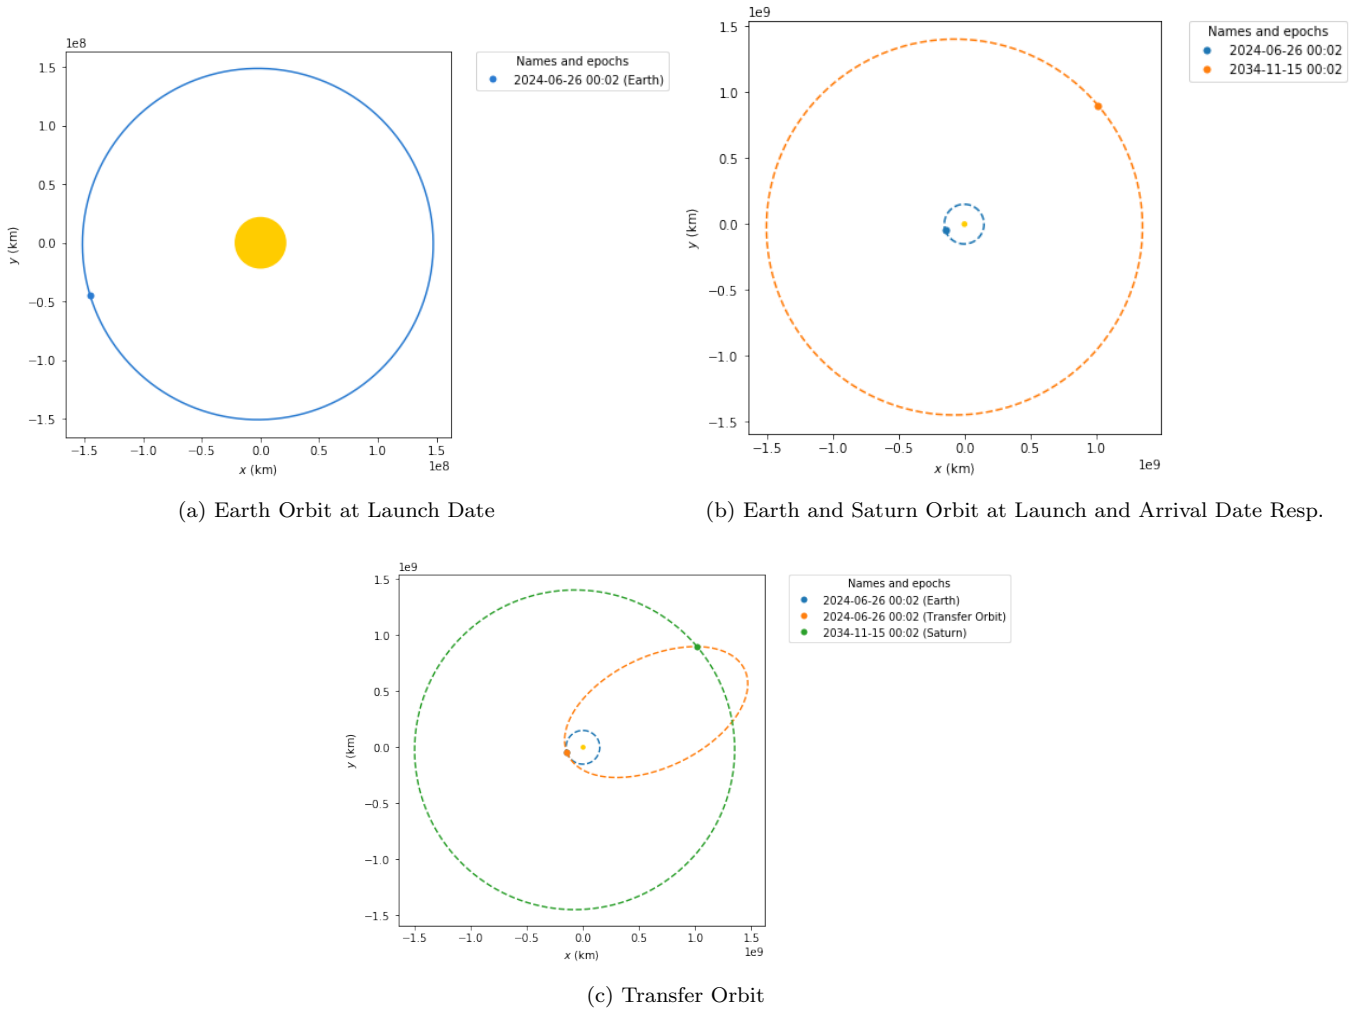 1e8
1.5
1.0
0.5
0.0
−0.5
−1.0
−1.5
y (km)
−1.5 −1.0 −0.5 0.0 0.5 1.0 1.5
x (km)
1e8
Names and epochs
2024-06-26 00:02 (Earth)
(a) Earth Orbit at Launch Date
1e9
1.5
1.0
0.5
0.0
−0.5
−1.0
−1.5
y (km)
−1.5 −1.0 −0.5 0.0 0.5 1.0
x (km)
1e9
Names and epochs
2024-06-26 00:02
2034-11-15 00:02
(b) Earth and Saturn Orbit at Launch and Arrival Date Resp.
1e9
1.5
1.0
0.5
0.0
−0.5
−1.0
−1.5
y (km)
−1.5 −1.0 −0.5 0.0 0.5 1.0 1.5
x (km)
1e9
Names and epochs
2024-06-26 00:02 (Earth)
2024-06-26 00:02 (Transfer Orbit)
2034-11-15 00:02 (Saturn)
(c) Transfer Orbit